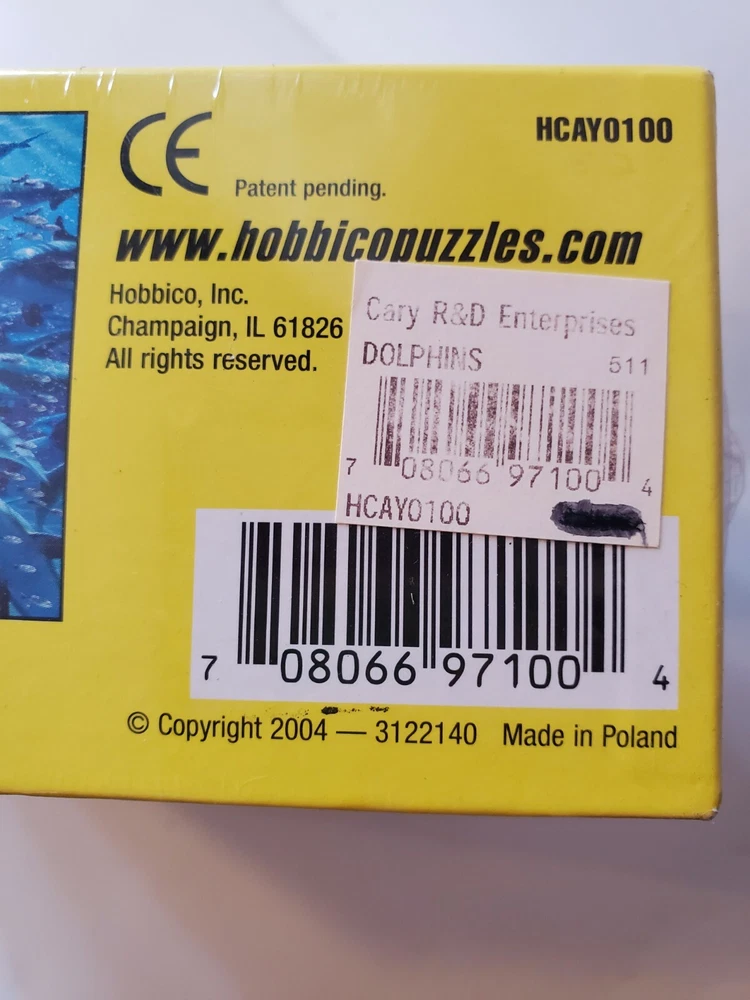 CE
HCAY0100
Patent pending.
www.hobbicopuzzles.com
Hobbico, Inc.
Champaign, IL 61826
All rights reserved.
Cary R&D Enterprises
DOLPHINS 511
7 08066 97100 4
HCAY0100
7 08066 97100 4
© Copyright 2004 — 3122140 Made in Poland